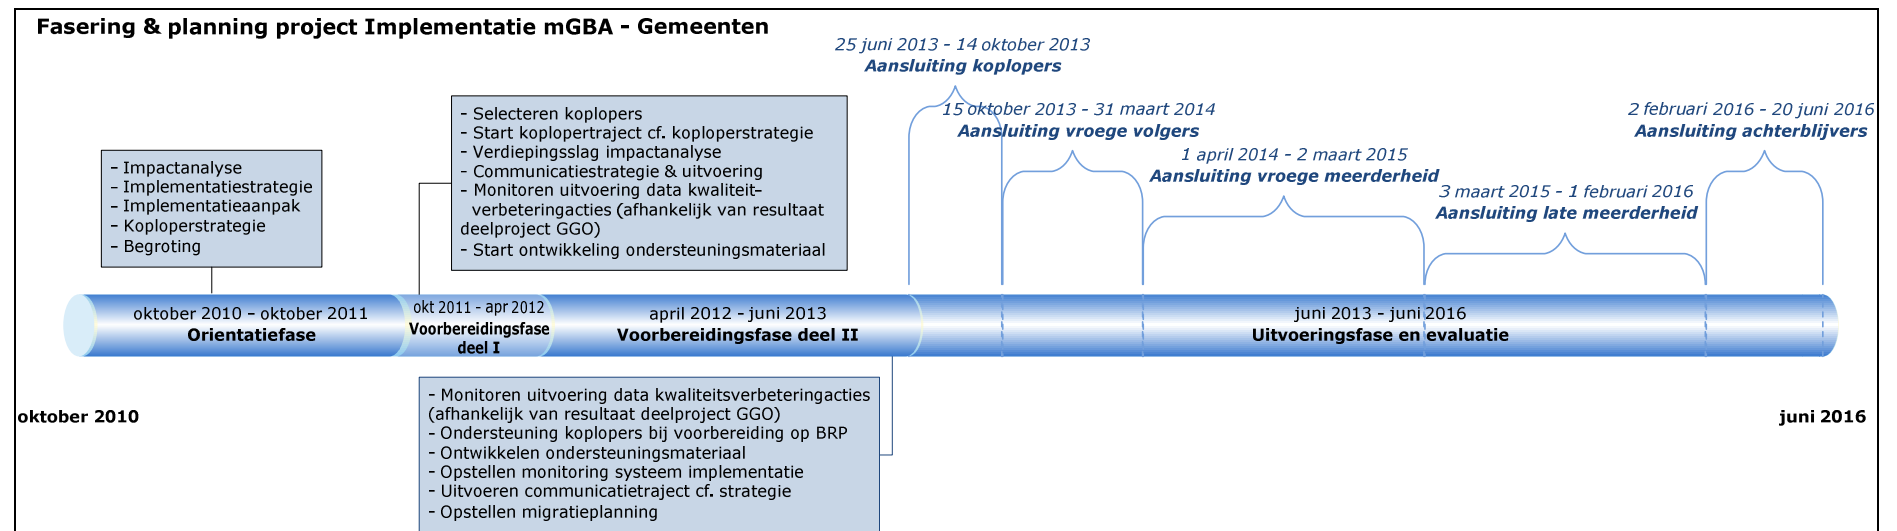 Fasering & planning project Implementatie mGBA - Gemeenten
25 juni 2013 - 14 oktober 2013
Aansluiting koplopers
15 oktober 2013 - 31 maart 2014
Aansluiting vroege volgers
1 april 2014 - 2 maart 2015
Aansluiting vroege meerderheid
3 maart 2015 - 1 februari 2016
Aansluiting late meerderheid
2 februari 2016 - 20 juni 2016
Aansluiting achterblijvers
- Impactanalyse
- Implementatiestrategie
- Implementatieaanpak
- Koploperstrategie
- Begroting
- Selecteren koplopers
- Start koplopertraject cf. koploperstrategie
- Verdiepingsslag impactanalyse
- Communicatiestrategie & uitvoering
- Monitoren uitvoering data kwaliteit-
verbeteringacties (afhankelijk van resultaat
deelproject GGO)
- Start ontwikkeling ondersteuningsmateriaal
oktober 2010 - oktober 2011
Orientatiefase
okt 2011 - apr 2012
Voorbereidingsfase
deel I
april 2012 - juni 2013
Voorbereidingsfase deel II
juni 2013 - juni 2016
Uitvoeringsfase en evaluatie
- Monitoren uitvoering data kwaliteitsverbeteringacties
(afhankelijk van resultaat deelproject GGO)
- Ondersteuning koplopers bij voorbereiding op BRP
- Ontwikkelen ondersteuningsmateriaal
- Opstellen monitoring systeem implementatie
- Uitvoeren communicatietraject cf. strategie
- Opstellen migratieplanning
oktober 2010
juni 2016